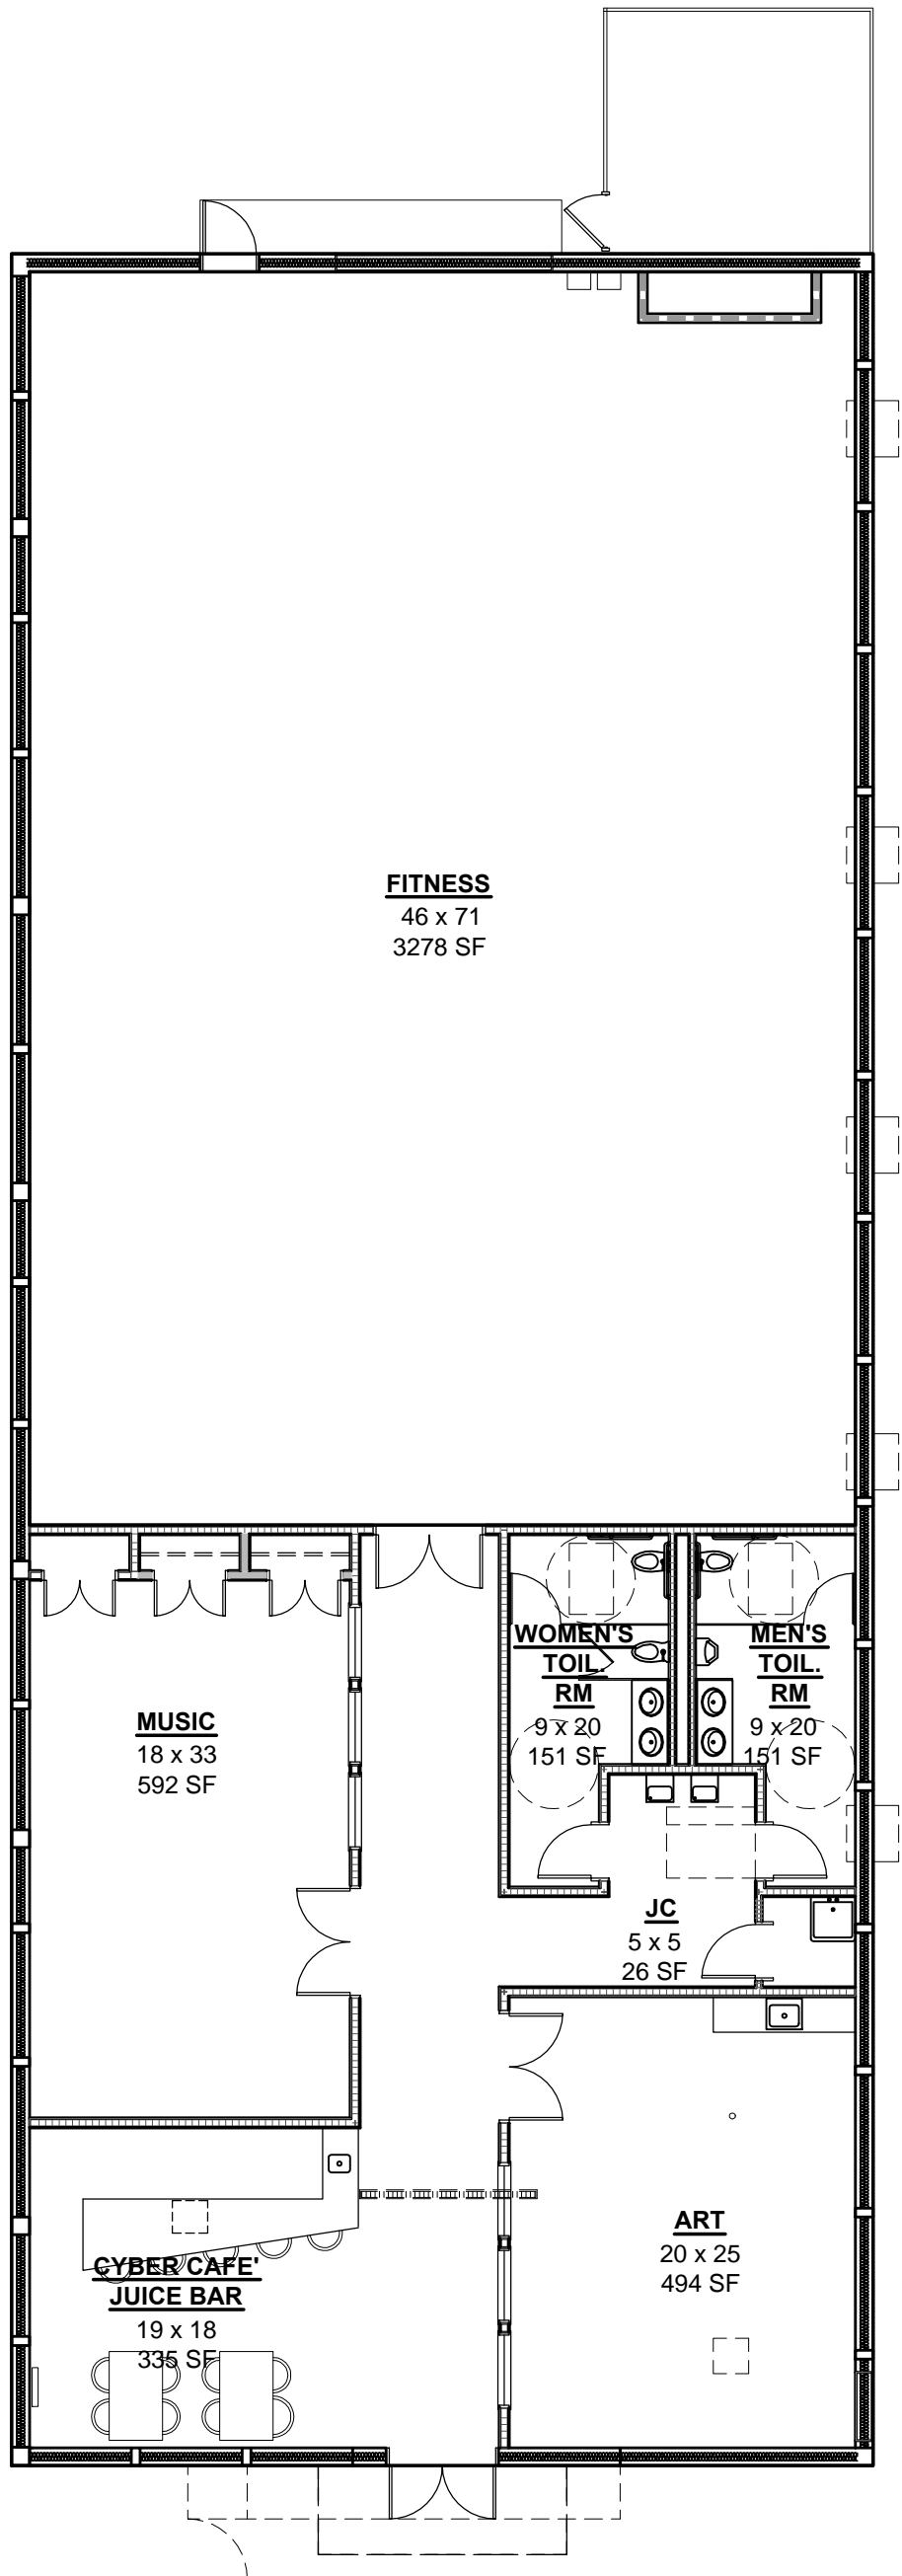 FITNESS
46 x 71
3278 SF
WOMEN'S
TOIL.
RM
9 x 20
151 SF
MEN'S
TOIL.
RM
9 x 20
151 SF
MUSIC
18 x 33
592 SF
JC
5 x 5
26 SF
ART
20 x 25
494 SF
CYBER CAFE'
JUICE BAR
19 x 18
335 SF